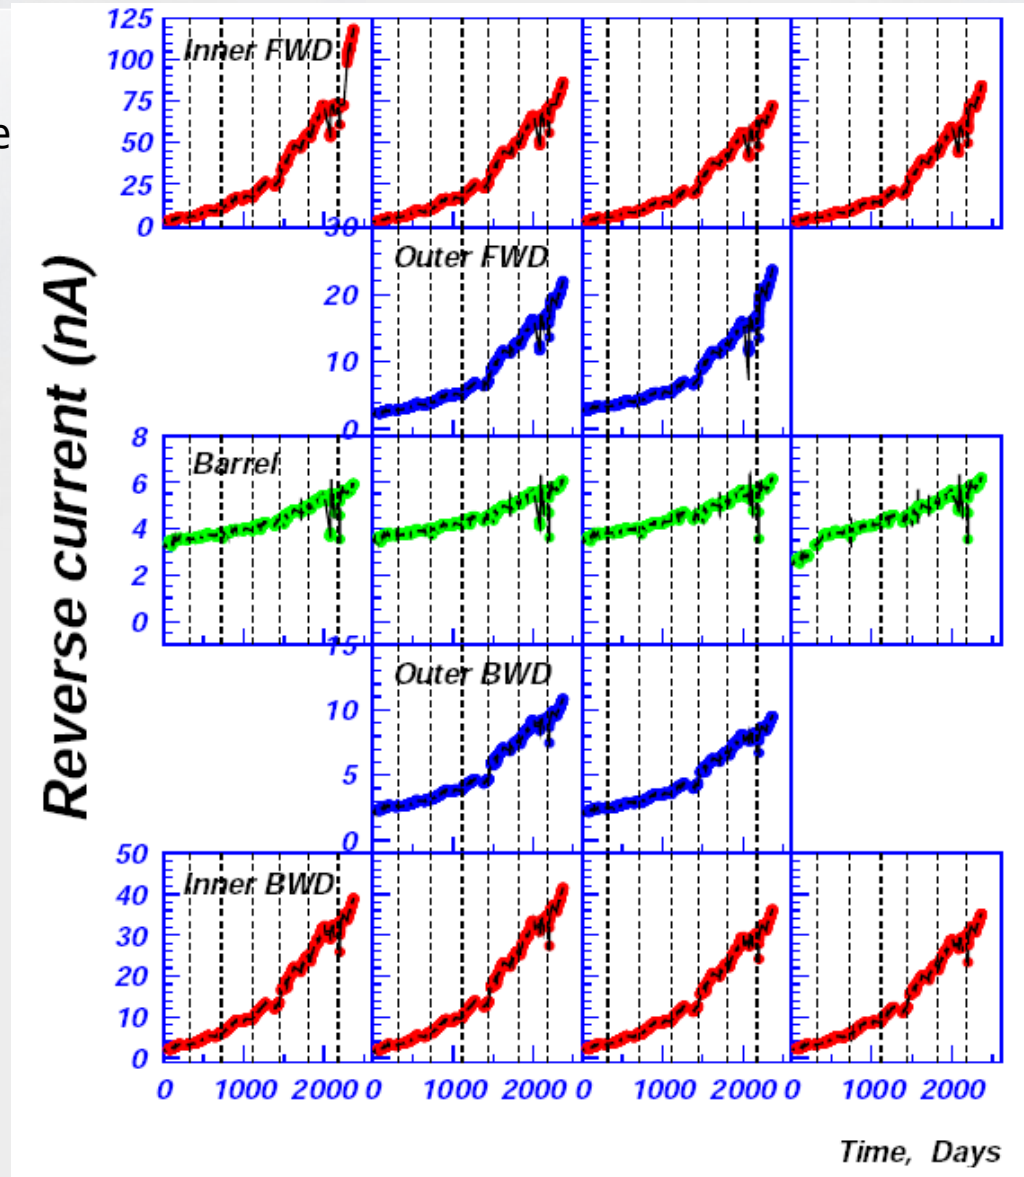 125
Inner FWD
100
e
75
50
25
0
30
Outer FWD
20
10
0
Reverse current (nA)
8
Barrel
6
4
2
0
15
Outer BWD
10
5
0
50
Inner BWD
40
30
20
10
0
0 1000 2000 0 1000 2000 0 1000 2000 0 1000 2000
Time, Days